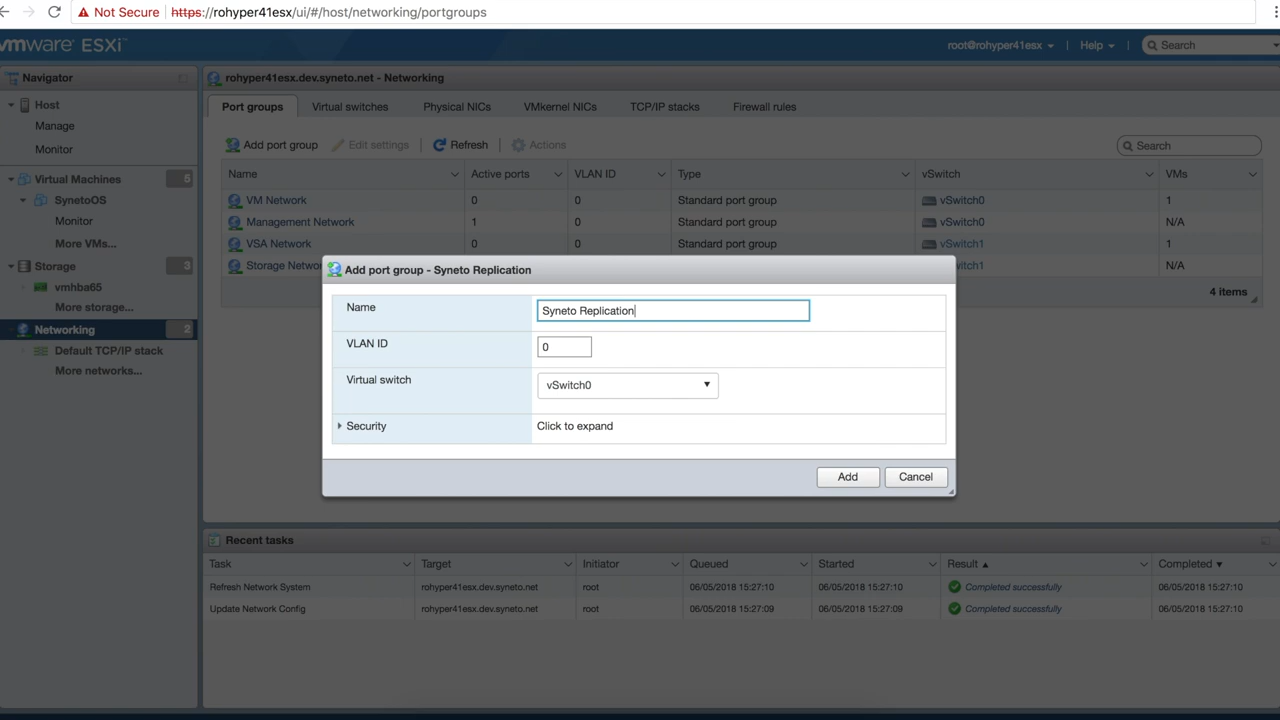 Not Secure https://rohyper41esx/ui/#/host/networking/portgroups
vmware ESXi
root@rohyper41esx Help Search
Navigator
Host
Manage
Monitor
Virtual Machines 5
SynetoOS
Monitor
More VMs...
Storage 3
vmhba65
More storage...
Networking 2
Default TCP/IP stack
More networks...
rohyper41esx.dev.syneto.net - Networking
Port groups Virtual switches Physical NICs VMkernel NICs TCP/IP stacks Firewall rules
Add port group Edit settings Refresh Actions Search
Name Active ports VLAN ID Type vSwitch VMs
VM Network 0 0 Standard port group vSwitch0 1
Management Network 1 0 Standard port group vSwitch0 N/A
VSA Network 0 0 Standard port group vSwitch1 1
Storage Netwo witch1 N/A
4 items
Add port group - Syneto Replication
Name Syneto Replication
VLAN ID 0
Virtual switch vSwitch0
Security Click to expand
Add Cancel
Recent tasks
Task Target Initiator Queued Started Result Completed
Refresh Network System rohyper41esx.dev.syneto.net root 06/05/2018 15:27:10 06/05/2018 15:27:10 Completed successfully 06/05/2018 15:27:10
Update Network Config rohyper41esx.dev.syneto.net root 06/05/2018 15:27:09 06/05/2018 15:27:09 Completed successfully 06/05/2018 15:27:10